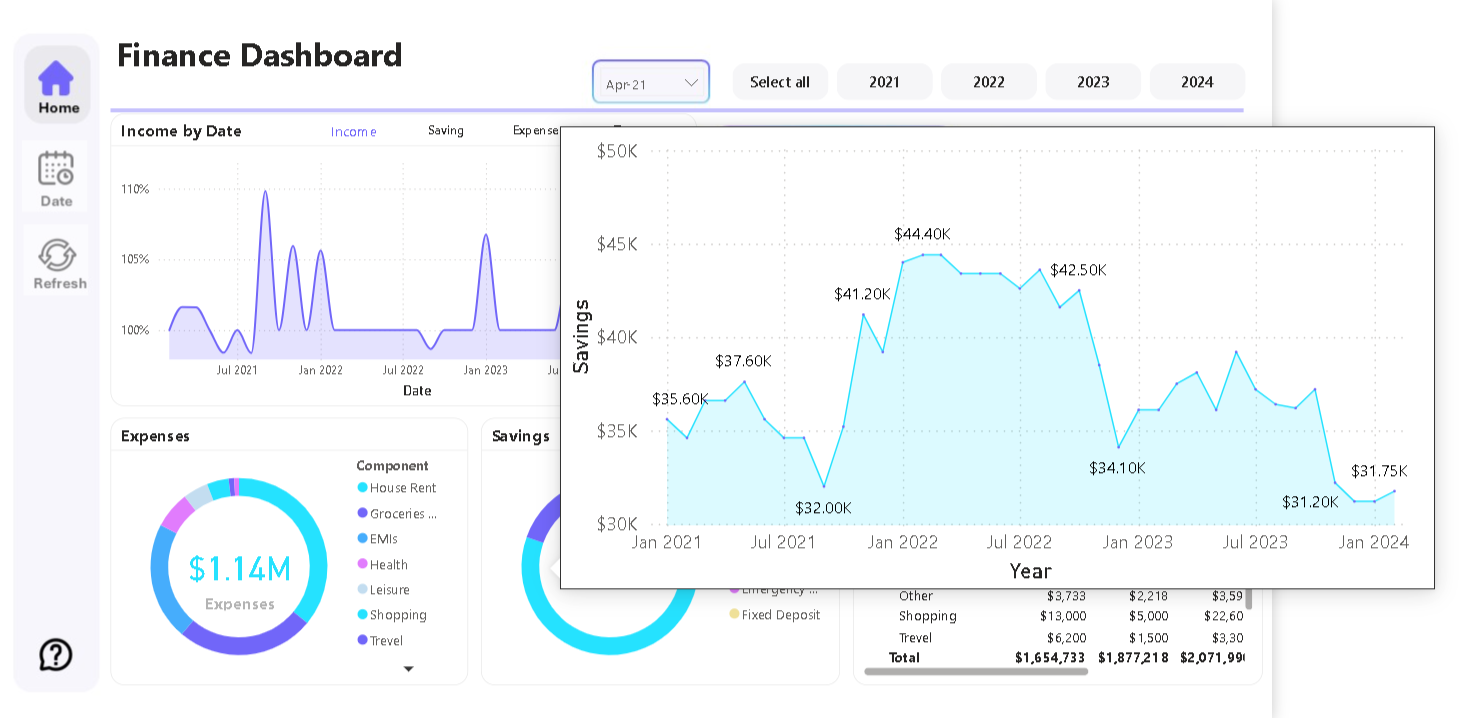 Finance Dashboard
Home
Date
Refresh
Apr-21
Select all
2021
2022
2023
2024
Income by Date
Income
Saving
Expense
110%
105%
100%
Jul 2021
Jan 2022
Jul 2022
Jan 2023
Date
Expenses
$1.14M
Expenses
Component
House Rent
Groceries ...
EMIs
Health
Leisure
Shopping
Trevel
Savings
Emergency ...
Fixed Deposit
$50K
$45K
$40K
$35K
$30K
Savings
$35.60K
$37.60K
$32.00K
$41.20K
$44.40K
$42.50K
$34.10K
$31.20K
$31.75K
Jan 2021
Jul 2021
Jan 2022
Jul 2022
Jan 2023
Jul 2023
Jan 2024
Year
Other $3,733 $2,218 $3,59
Shopping $13,000 $5,000 $22,60
Trevel $6,200 $1,500 $3,30
Total $1,654,733 $1,877,218 $2,071,99